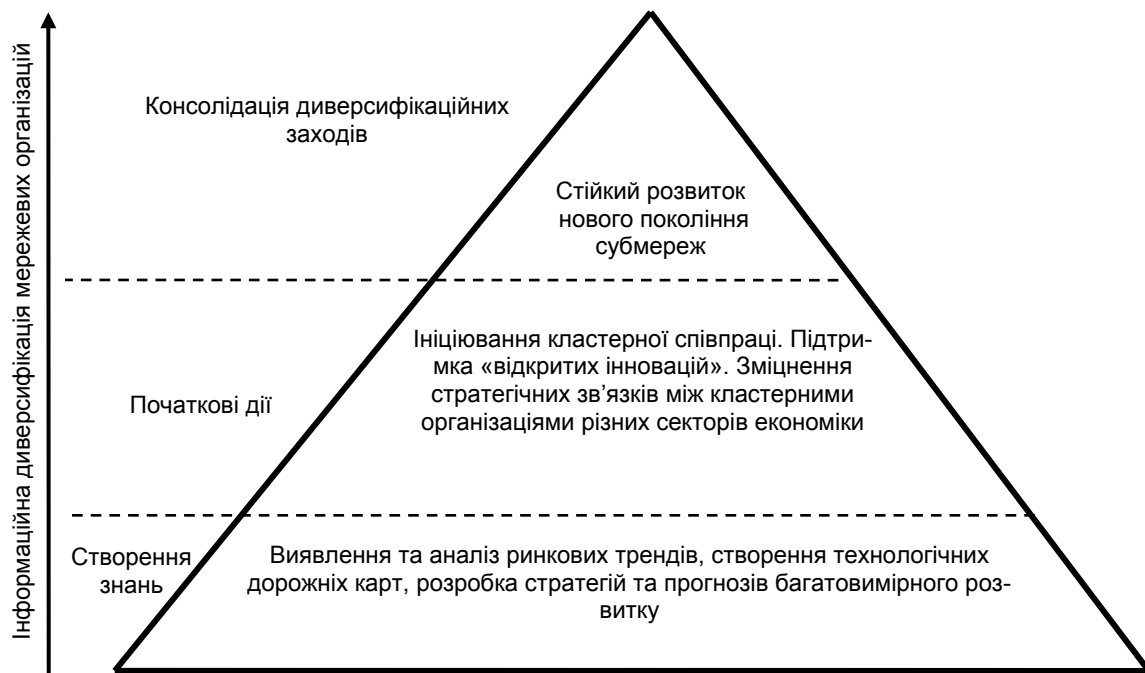 Інформаційна диверсифікація мережевих організацій
Консолідація диверсифікаційних
заходів
Стійкий розвиток
нового покоління
субмереж
Ініціювання кластерної співпраці. Підтри-
мка «відкритих інновацій». Зміцнення
стратегічних зв’язків між кластерними
організаціями різних секторів економіки
Початкові дії
Створення
знань
Виявлення та аналіз ринкових трендів, створення технологічних
дорожніх карт, розробка стратегій та прогнозів багатовимірного роз-
витку